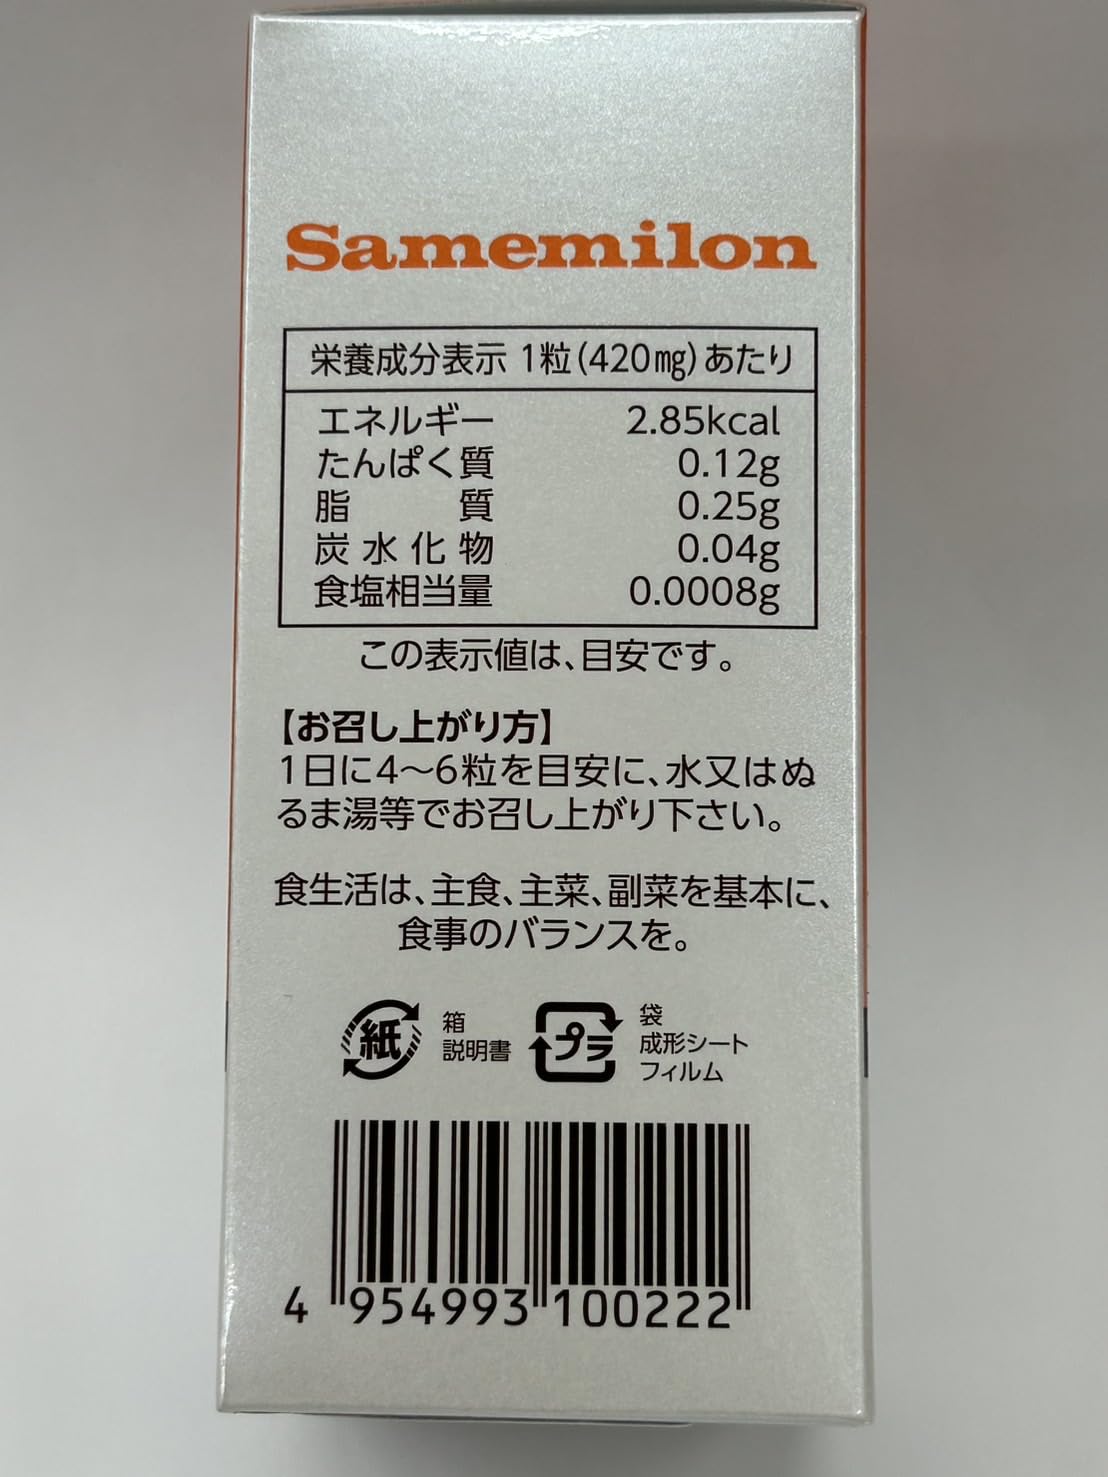 Samemilon
栄養成分表示 1粒(420㎎)あたり
エネルギー 2.85kcal
たんぱく質 0.12g
脂質 0.25g
炭水化物 0.04g
食塩相当量 0.0008g
この表示値は、目安です。
【お召し上がり方】
1日に4〜6粒を目安に、水又はぬ
るま湯等でお召し上がり下さい。
食生活は、主食、主菜、副菜を基本に、
食事のバランスを。
紙 箱
説明書
プラ 袋
成形シート
フィルム
4 954993 100222